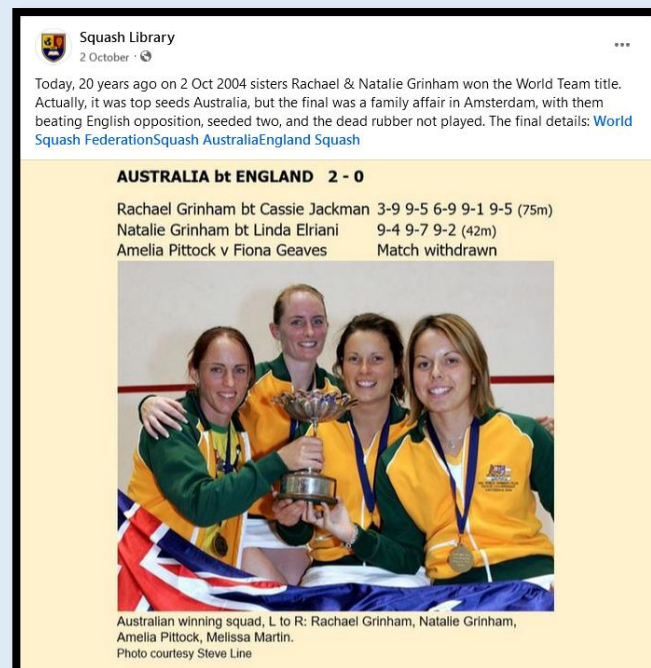 Squash Library
2 October ·
Today, 20 years ago on 2 Oct 2004 sisters Rachael & Natalie Grinham won the World Team title.
Actually, it was top seeds Australia, but the final was a family affair in Amsterdam, with them
beating English opposition, seeded two, and the dead rubber not played. The final details: World
Squash FederationSquash AustraliaEngland Squash
AUSTRALIA bt ENGLAND 2 - 0
Rachael Grinham bt Cassie Jackman 3-9 9-5 6-9 9-1 9-5 (75m)
Natalie Grinham bt Linda Elriani 9-4 9-7 9-2 (42m)
Amelia Pittock v Fiona Geaves Match withdrawn
Australian winning squad, L to R: Rachael Grinham, Natalie Grinham,
Amelia Pittock, Melissa Martin.
Photo courtesy Steve Line